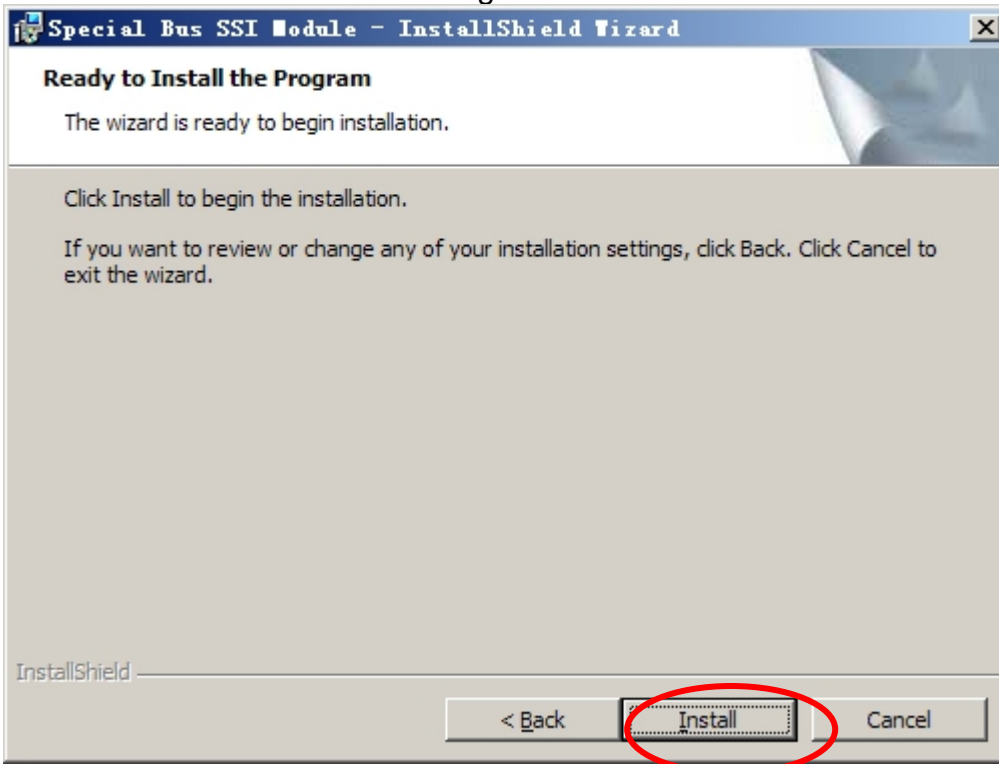 Special Bus SSI Module - InstallShield Wizard
Ready to Install the Program
The wizard is ready to begin installation.
Click Install to begin the installation.
If you want to review or change any of your installation settings, click Back. Click Cancel to
exit the wizard.
InstallShield
< Back Install Cancel